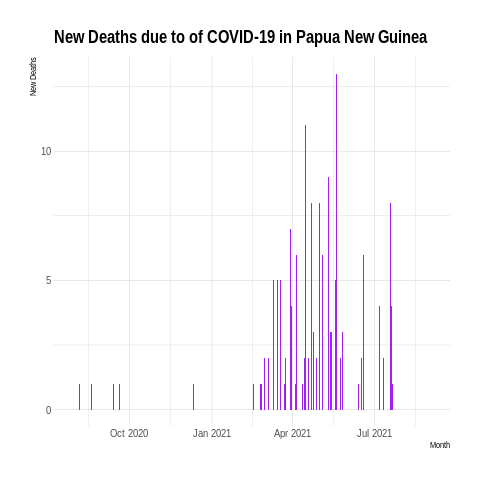 New Deaths due to of COVID-19 in Papua New Guinea
New Deaths
10
5
0
Oct 2020 Jan 2021 Apr 2021 Jul 2021
Month